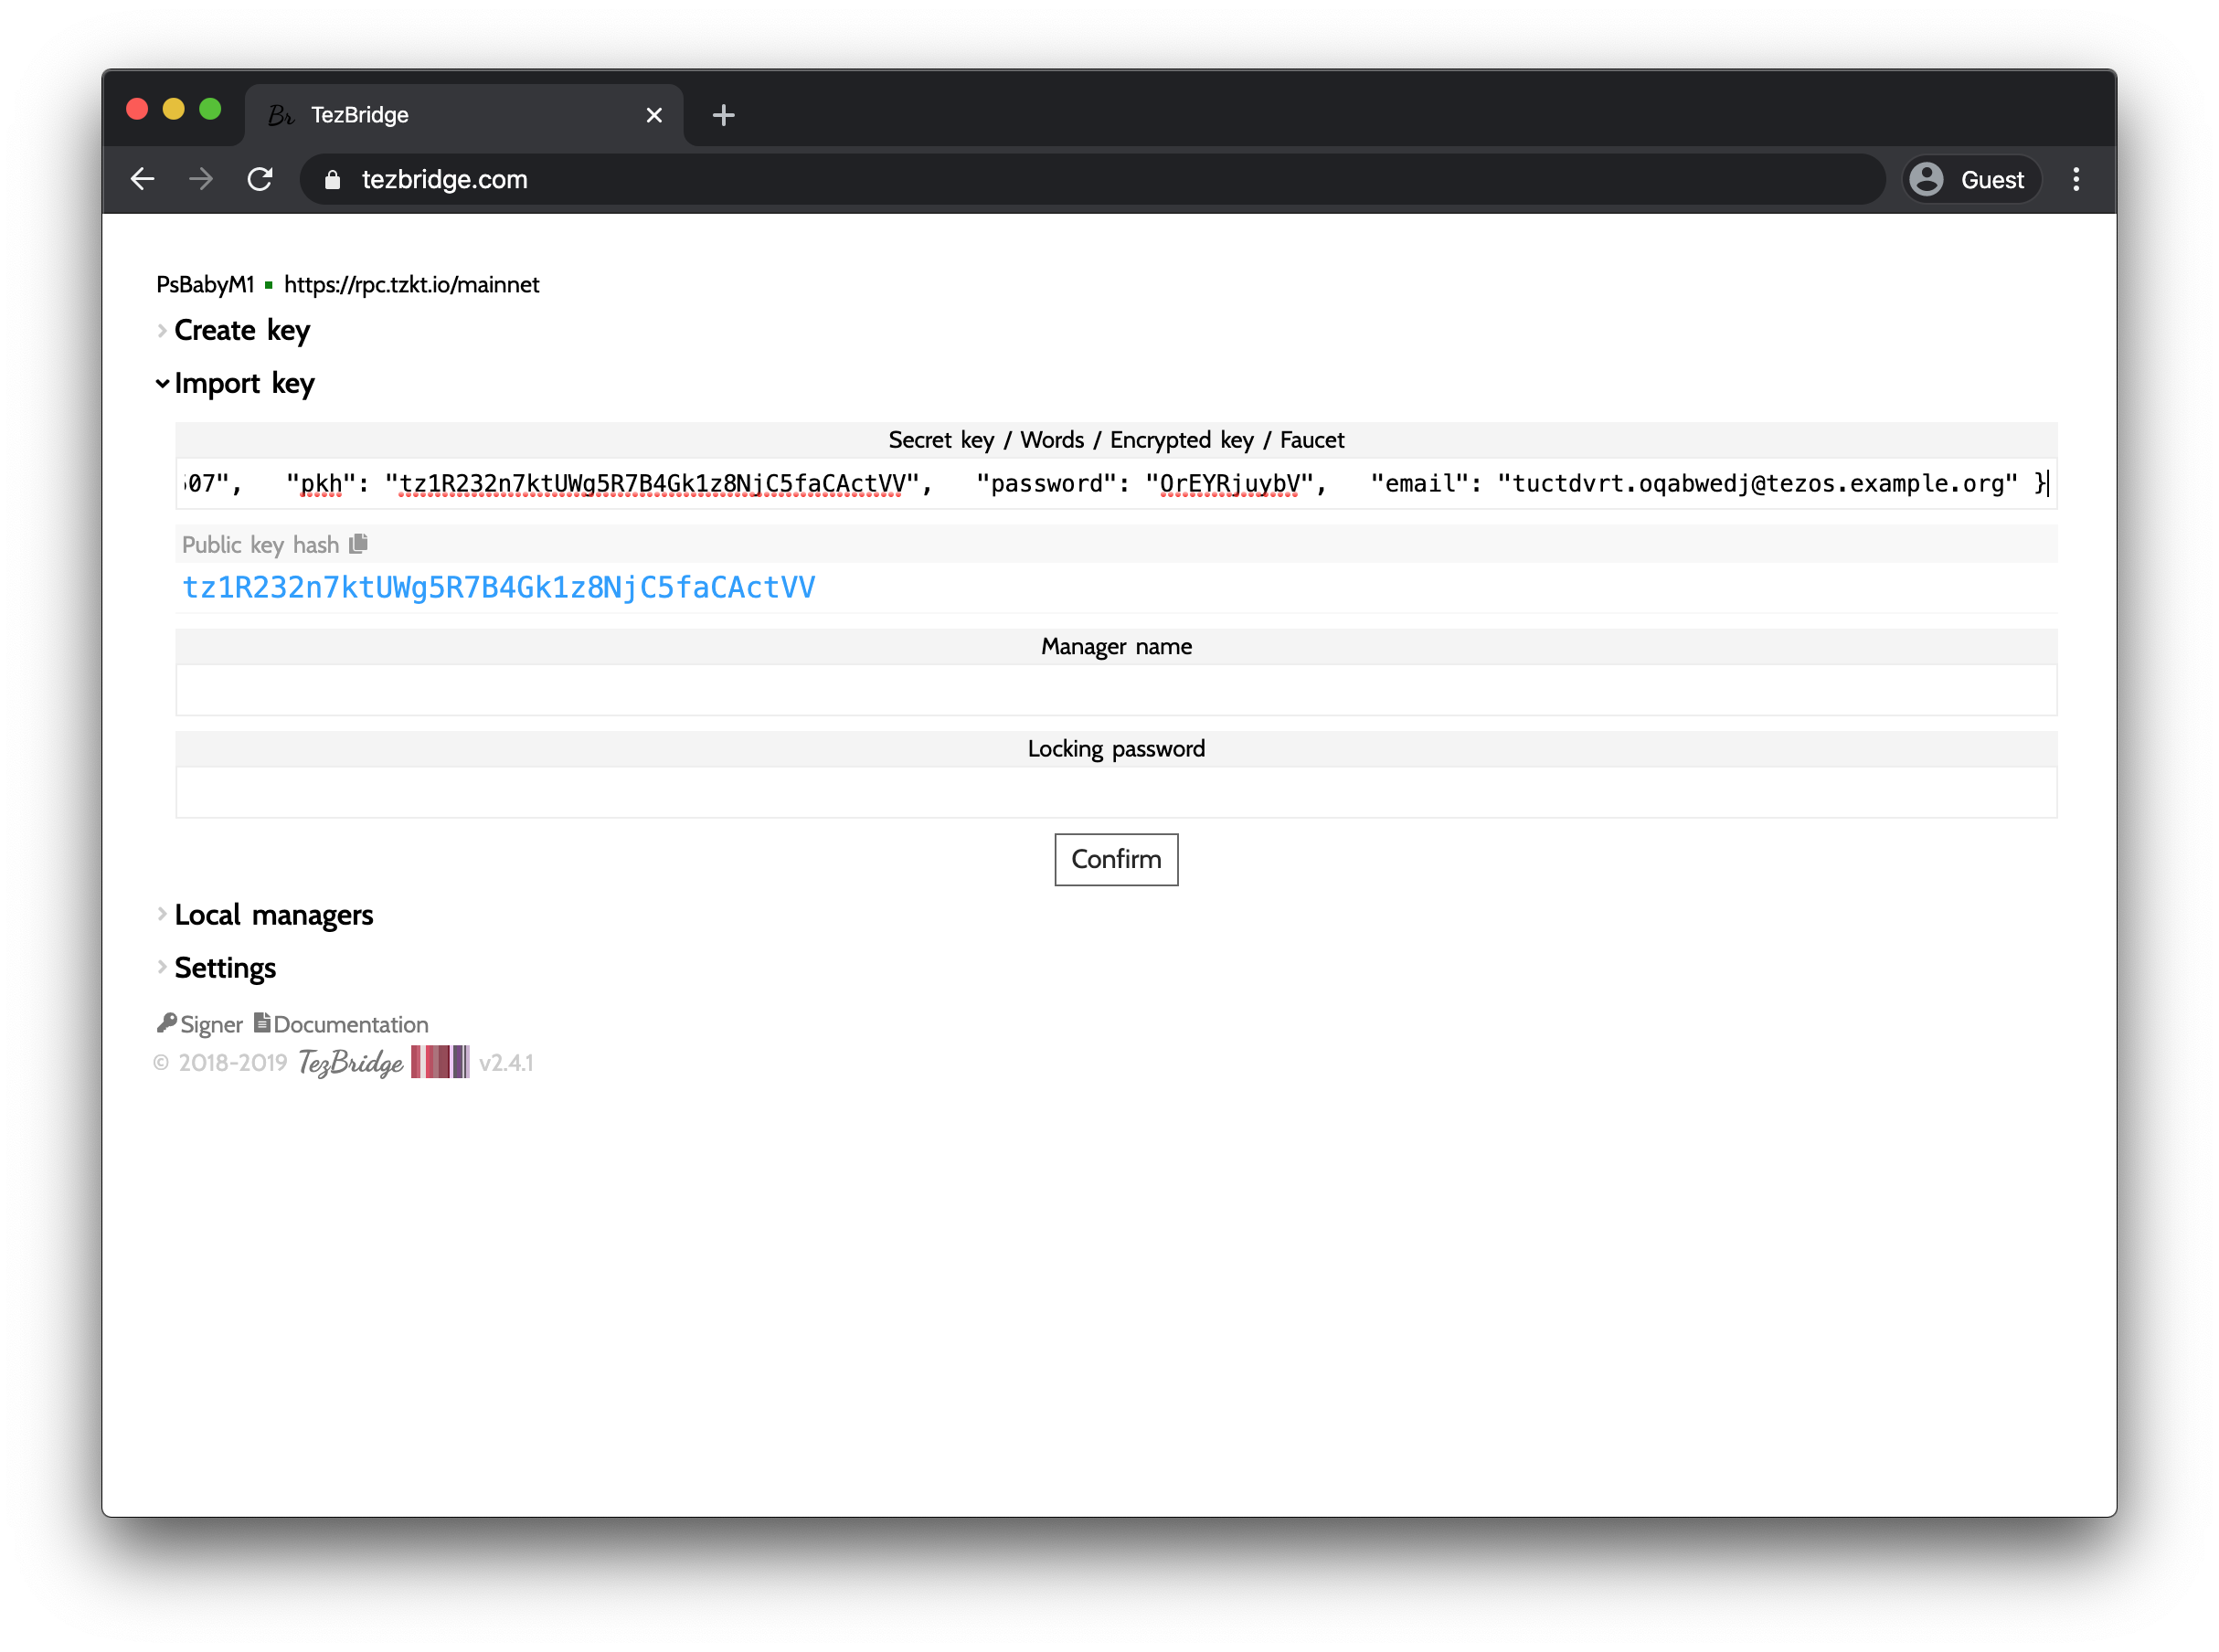 Br TezBridge
tezbridge.com Guest
PsBabyM1 https://rpc.tzkt.io/mainnet
Create key
Import key
Secret key / Words / Encrypted key / Faucet
07", "pkh": "tz1R232n7ktUWg5R7B4Gk1z8NjC5faCActVV", "password": "OrEYRjuybV", "email": "tuctdvrt.oqabwedj@tezos.example.org" }
Public key hash
tz1R232n7ktUWg5R7B4Gk1z8NjC5faCActVV
Manager name
Locking password
Confirm
Local managers
Settings
Signer Documentation
© 2018-2019 TezBridge v2.4.1